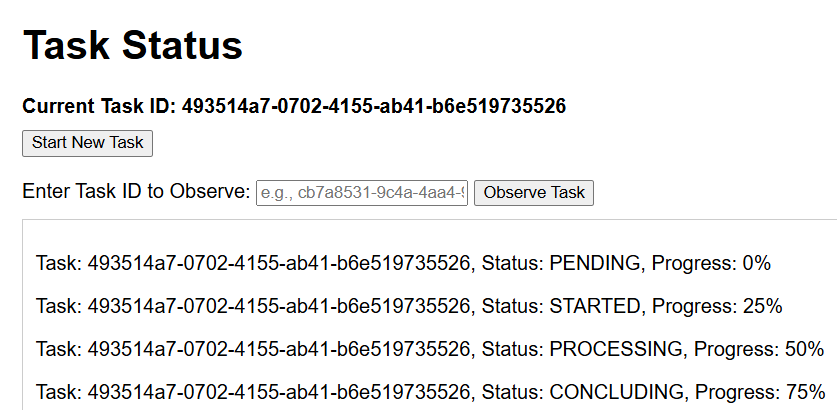 Task Status
Current Task ID: 493514a7-0702-4155-ab41-b6e519735526
Start New Task
Enter Task ID to Observe: e.g., cb7a8531-9c4a-4aa4-9 Observe Task
Task: 493514a7-0702-4155-ab41-b6e519735526, Status: PENDING, Progress: 0%
Task: 493514a7-0702-4155-ab41-b6e519735526, Status: STARTED, Progress: 25%
Task: 493514a7-0702-4155-ab41-b6e519735526, Status: PROCESSING, Progress: 50%
Task: 493514a7-0702-4155-ab41-b6e519735526, Status: CONCLUDING, Progress: 75%